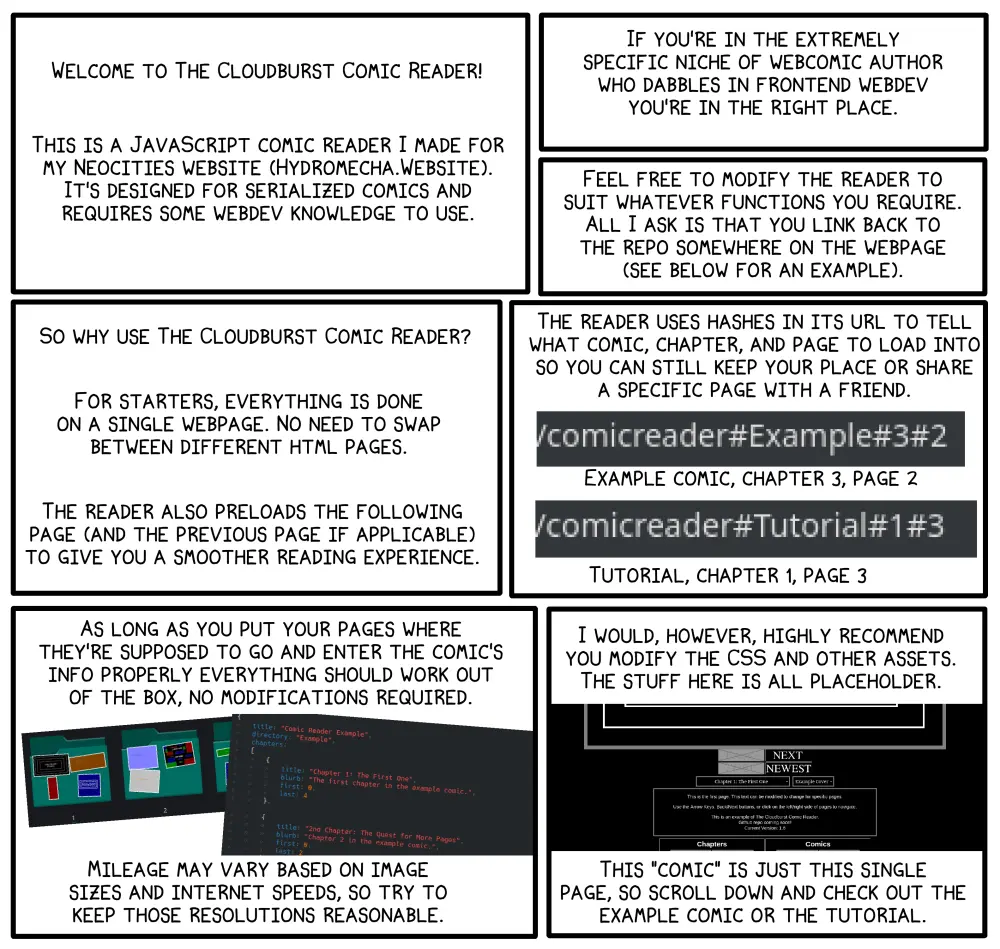 Welcome to The Cloudburst Comic Reader!
This is a JavaScript comic reader I made for
my Neocities website (Hydromecha.Website).
It's designed for serialized comics and
requires some webdev knowledge to use.
If you're in the extremely
specific niche of webcomic author
who dabbles in frontend webdev
you're in the right place.
Feel free to modify the reader to
suit whatever functions you require.
All I ask is that you link back to
the repo somewhere on the webpage
(see below for an example).
So why use The Cloudburst Comic Reader?
For starters, everything is done
on a single webpage. No need to swap
between different html pages.
The reader also preloads the following
page (and the previous page if applicable)
to give you a smoother reading experience.
The reader uses hashes in its url to tell
what comic, chapter, and page to load into
so you can still keep your place or share
a specific page with a friend.
/comicreader#Example#3#2
Example comic, chapter 3, page 2
/comicreader#Tutorial#1#3
Tutorial, chapter 1, page 3
As long as you put your pages where
they're supposed to go and enter the comic's
info properly everything should work out
of the box, no modifications required.
1
2
{
title: "Comic Reader Example",
directory: "Example",
chapters:
[
{
title: "Chapter 1: The First One",
blurb: "The first chapter in the example comic.",
first: 0,
last: 4
},
{
title: "2nd Chapter: The Quest for More Pages",
blurb: "Chapter 2 in the example comic.",
first: 0,
last: 2
Mileage may vary based on image
sizes and internet speeds, so try to
keep those resolutions reasonable.
I would, however, highly recommend
you modify the CSS and other assets.
The stuff here is all placeholder.
NEXT
NEWEST
Chapter 1: The First One
Example Cover
This is the first page. This text can be modified to change for specific pages.
Use the Arrow Keys, Back/Next buttons, or click on the left/right side of pages to navigate.
This is an example of The Cloudburst Comic Reader.
Github repo coming soon!
Current Version: 1.6
Chapters
Comics
This "comic" is just this single
page, so scroll down and check out the
example comic or the tutorial.